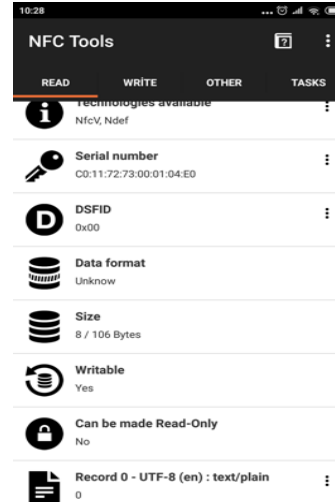 10:28
NFC Tools
READ
WRİTE
OTHER
TASKS
Technologies available
NfcV, Ndef
Serial number
C0:11:72:73:00:01:04:E0
D
DSFID
0x00
Data format
Unknow
Size
8 / 106 Bytes
Writable
Yes
Can be made Read-Only
No
Record 0 - UTF-8 (en) : text/plain
0